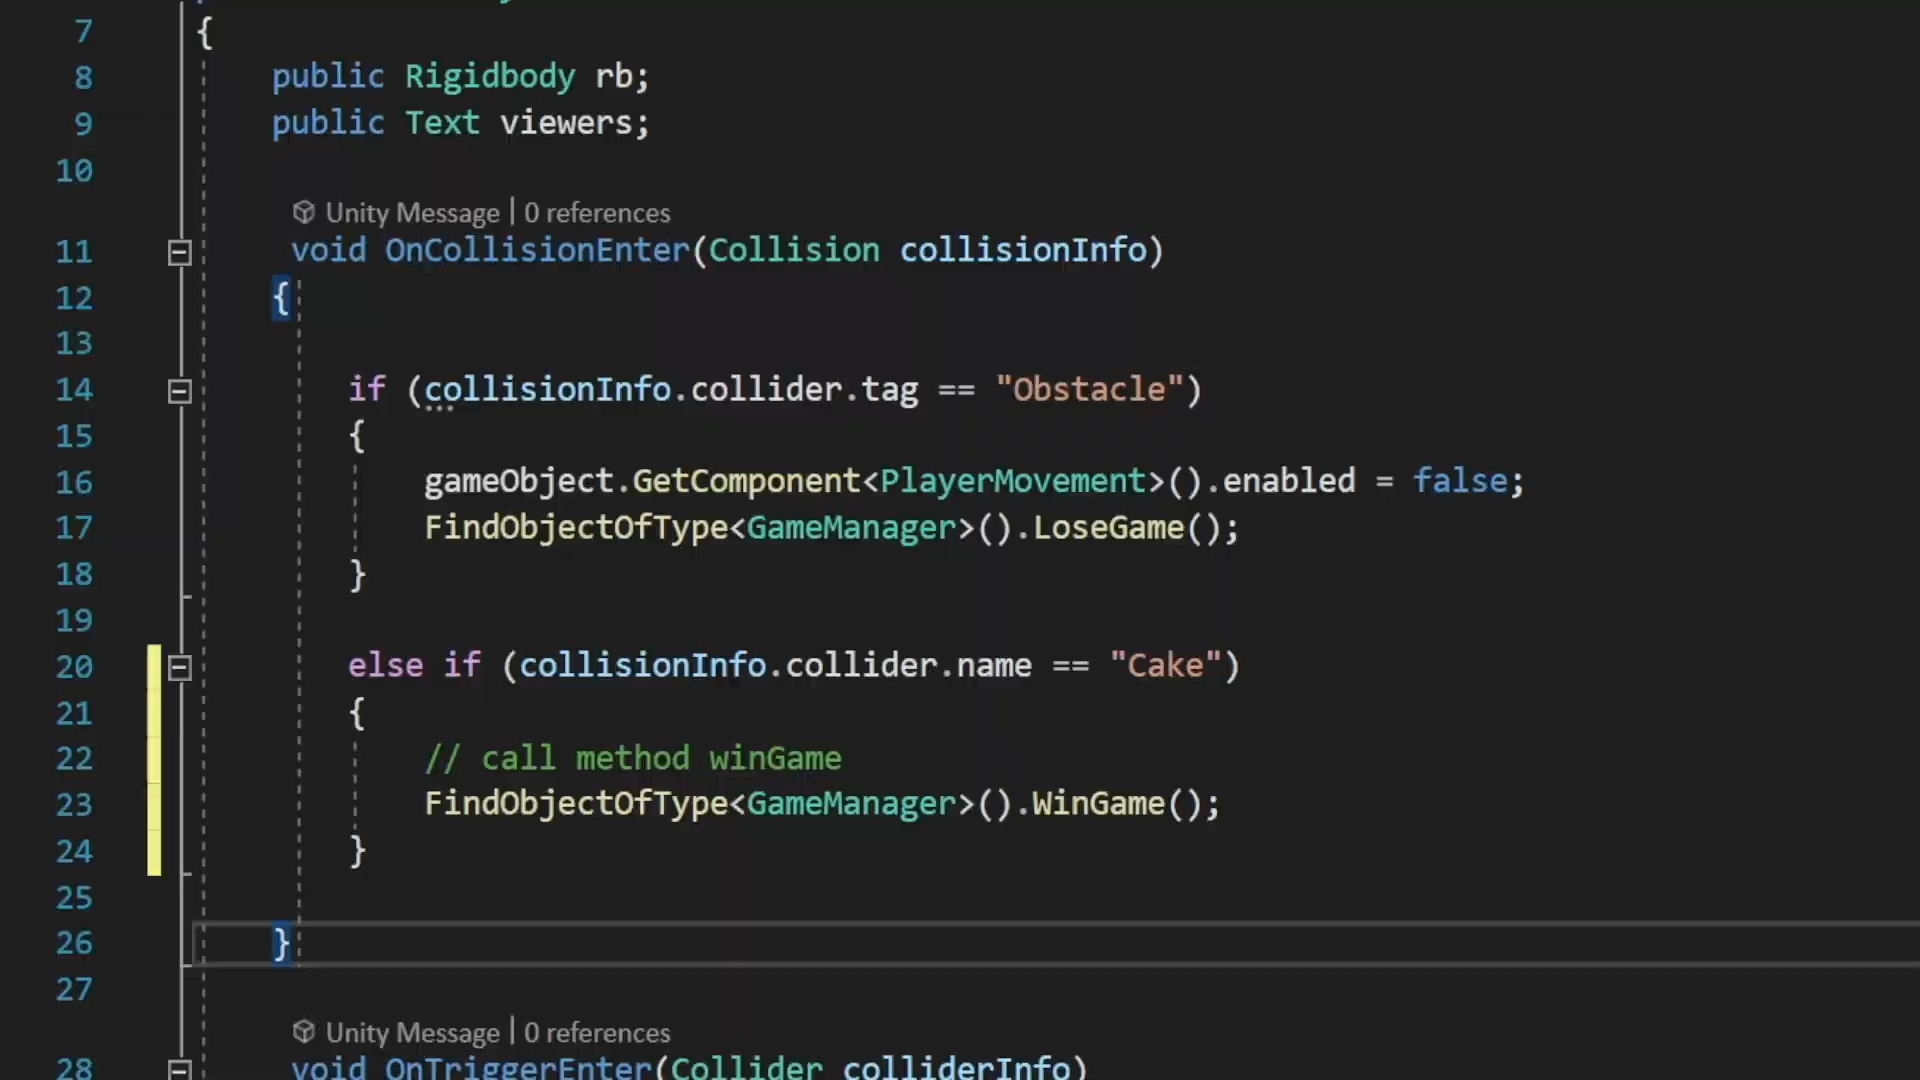 7 {
8 public Rigidbody rb;
9 public Text viewers;
10
Unity Message | 0 references
11 void OnCollisionEnter(Collision collisionInfo)
12 {
13
14 if (collisionInfo.collider.tag == "Obstacle")
15 {
16 gameObject.GetComponent<PlayerMovement>().enabled = false;
17 FindObjectOfType<GameManager>().LoseGame();
18 }
19
20 else if (collisionInfo.collider.name == "Cake")
21 {
22 // call method winGame
23 FindObjectOfType<GameManager>().WinGame();
24 }
25
26 }
27
Unity Message | 0 references
28 void OnTriggerEnter(Collider colliderInfo)